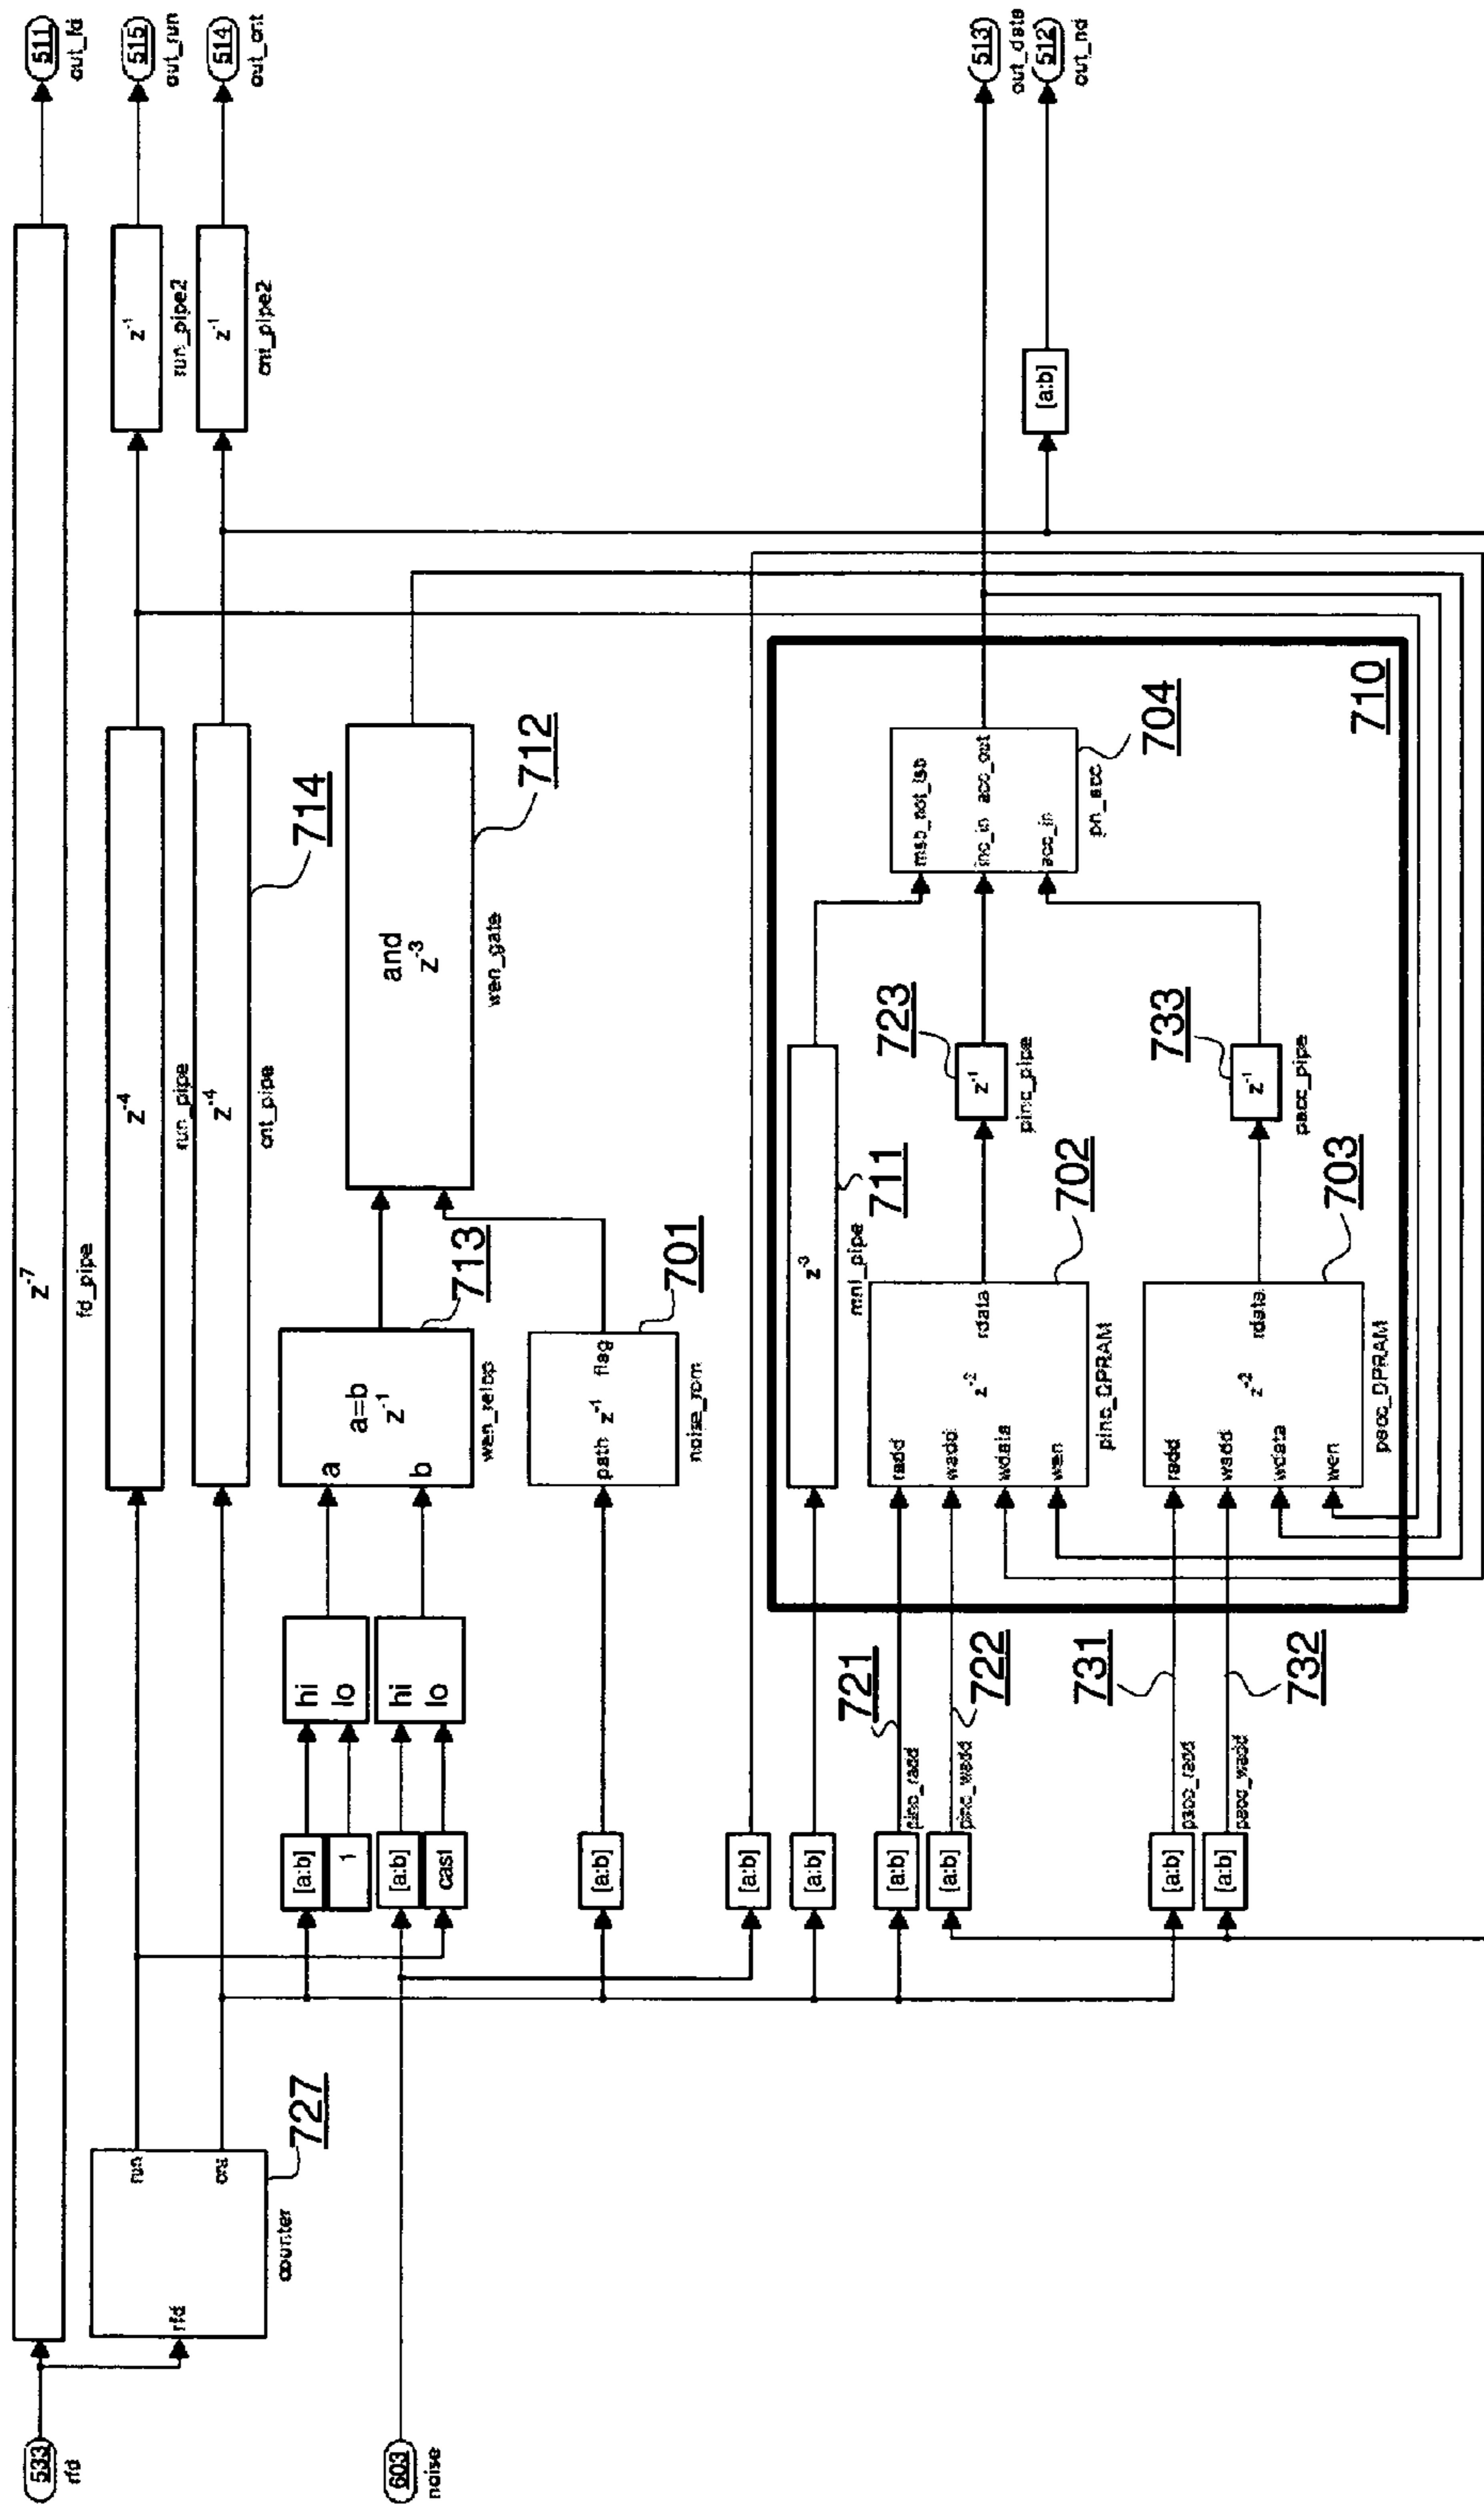 533
rfd
z-7
fd_pipe
511
out_fd
counter
rfd
run
cnt
727
z-4
run_pipe
z-1
run_pipe2
515
out_run
z-4
cnt_pipe
714
z-1
cnt_pipe2
514
out_cnt
[a:b]
1
hi
lo
[a:b]
cast
hi
lo
a
b
a=b
z-1
wen_relop
713
and
z-3
wen_gate
712
603
noise
[a:b]
path
z-1
flag
noise_rom
701
[a:b]
[a:b]
z-3
mnl_pipe
711
[a:b]
pinc_radd
721
[a:b]
pinc_wadd
722
radd
wadd
wdata
wen
z-2
rdata
pinc_DPRAM
702
z-1
pinc_pipe
723
[a:b]
pacc_radd
731
[a:b]
pacc_wadd
732
radd
wadd
wdata
wen
z-2
rdata
pacc_DPRAM
703
z-1
pacc_pipe
733
msb_not_lsb
inc_in
acc_out
acc_in
pn_acc
704
710
513
out_data
[a:b]
512
out_nd